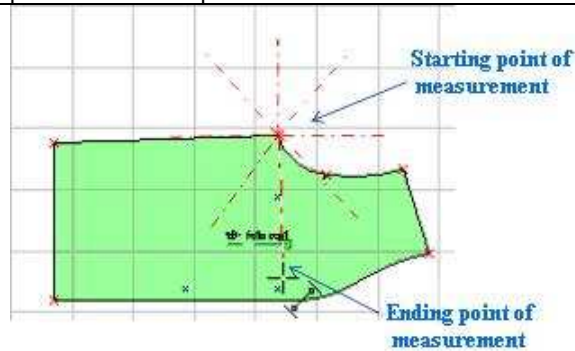 Starting point of
measurement
Ending point of
measurement